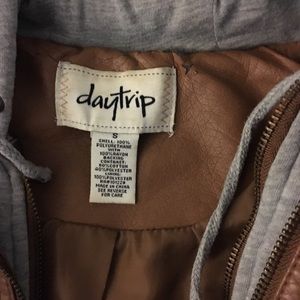 daytrip
S
SHELL: 100%
POLYURETHANE WITH
100%RAYON
BACKING
CONTRAST:
60%COTTON
40%POLYESTER
LINING:
100%POLYESTER
MADE IN CHINA
SEE REVERSE
FOR CARE